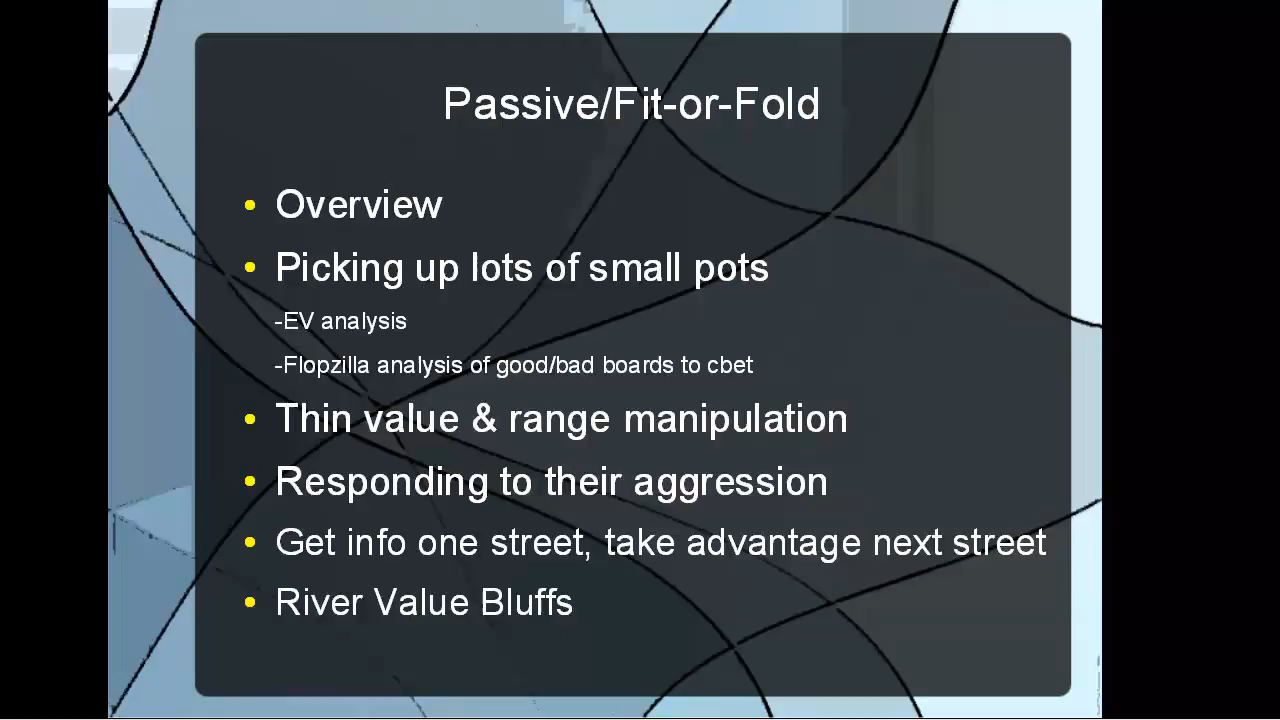 Passive/Fit-or-Fold
• Overview
• Picking up lots of small pots
-EV analysis
-Flopzilla analysis of good/bad boards to cbet
• Thin value & range manipulation
• Responding to their aggression
• Get info one street, take advantage next street
• River Value Bluffs